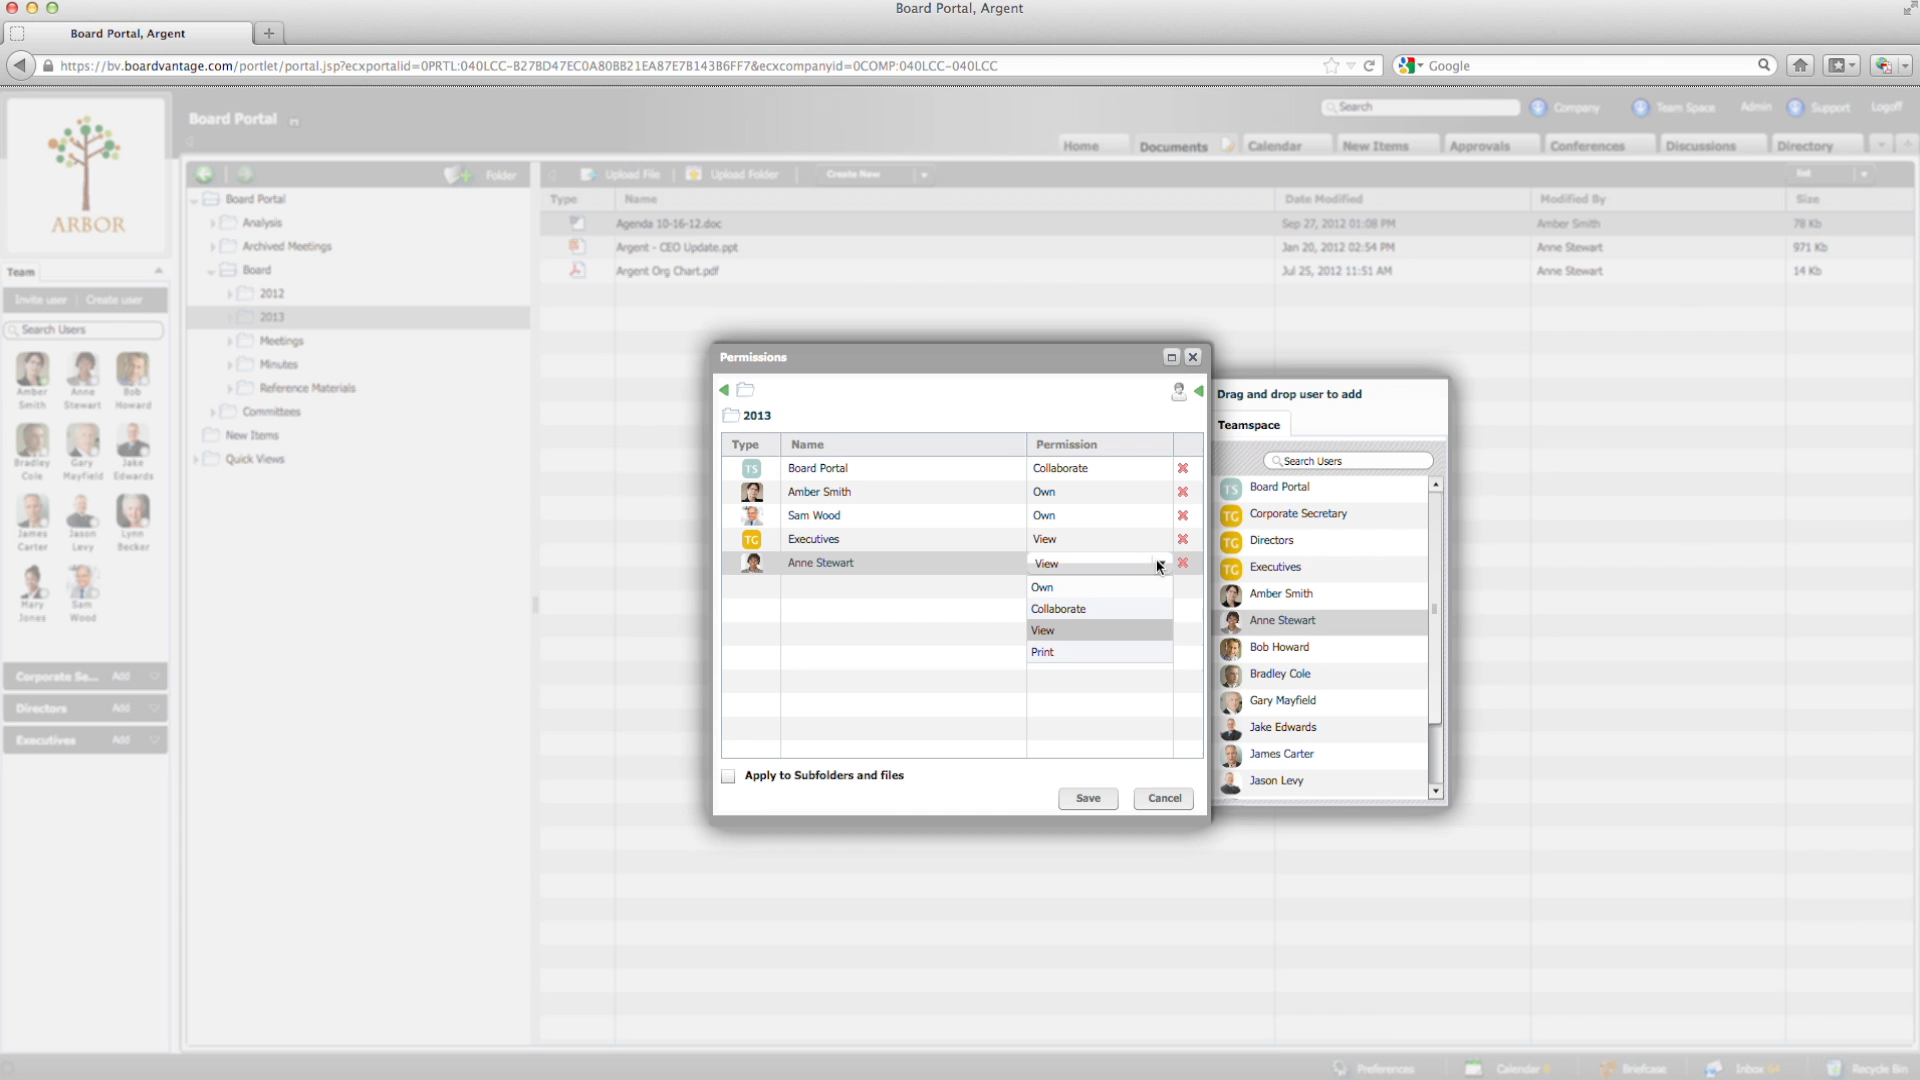 Board Portal, Argent
Board Portal, Argent
https://bv.boardvantage.com/portlet/portal.jsp?ecxportalid=0PRTL:040LCC-B27BD47EC0A80BB21EA87E7B143B6FF7&ecxcompanyid=0COMP:040LCC-040LCC
Google
ARBOR
Board Portal
Search
Company
Team Space
Admin
Support
Logoff
Home
Documents
Calendar
New Items
Approvals
Conferences
Discussions
Directory
Folder
Upload File
Upload Folder
Create New
Type Name Date Modified Modified By Size
Agenda 10-16-12.doc Sep 27, 2012 01:08 PM Amber Smith 78 Kb
Argent - CEO Update.ppt Jan 20, 2012 02:54 PM Anne Stewart 971 Kb
Argent Org Chart.pdf Jul 25, 2012 11:51 AM Anne Stewart 14 Kb
Board Portal
Analysis
Archived Meetings
Board
2012
2013
Meetings
Minutes
Reference Materials
Committees
New Items
Quick Views
Team
Invite user Create user
Search Users
Amber Smith
Anne Stewart
Bob Howard
Bradley Cole
Gary Mayfield
Jake Edwards
James Carter
Jason Levy
Lynn Becker
Mary Jones
Sam Wood
Corporate Se... Add
Directors Add
Executives Add
Permissions
2013
Type Name Permission
TS Board Portal Collaborate
Amber Smith Own
Sam Wood Own
TG Executives View
Anne Stewart View
Own
Collaborate
View
Print
Apply to Subfolders and files
Save Cancel
Drag and drop user to add
Teamspace
Search Users
TS Board Portal
TG Corporate Secretary
TG Directors
TG Executives
Amber Smith
Anne Stewart
Bob Howard
Bradley Cole
Gary Mayfield
Jake Edwards
James Carter
Jason Levy
Preferences
Calendar
Briefcase
Inbox
Recycle Bin